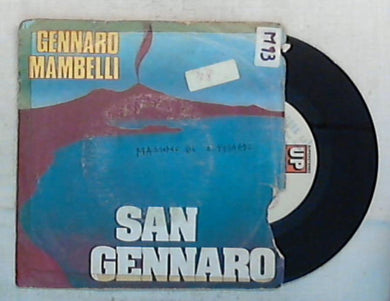 GENNARO
MAMBELLI
M13
SAN
GENNARO
UP